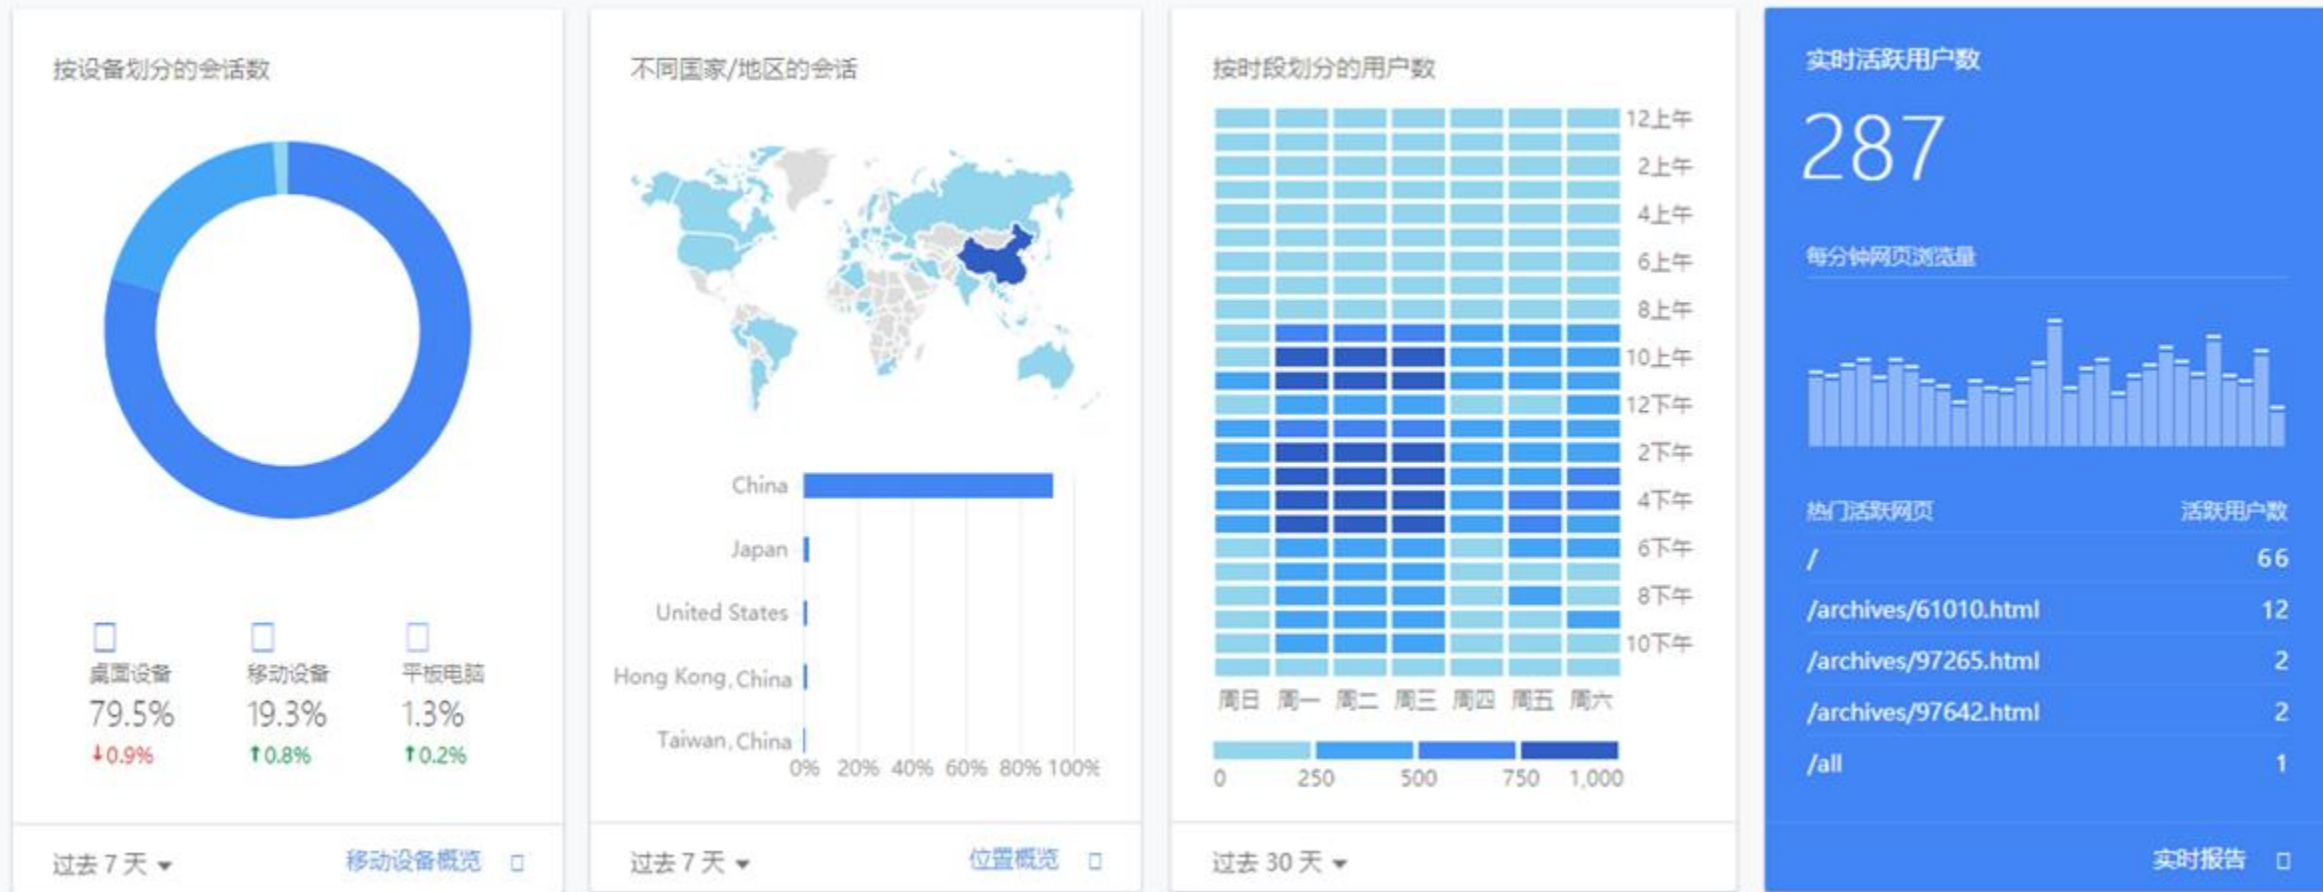 按设备划分的会话数
桌面设备 移动设备 平板电脑
79.5% 19.3% 1.3%
↓0.9% ↑0.8% ↑0.2%
过去 7 天 移动设备概览
不同国家/地区的会话
China
Japan
United States
Hong Kong, China
Taiwan, China
0% 20% 40% 60% 80% 100%
过去 7 天 位置概览
按时段划分的用户数
12上午
2上午
4上午
6上午
8上午
10上午
12下午
2下午
4下午
6下午
8下午
10下午
周日 周一 周二 周三 周四 周五 周六
0 250 500 750 1,000
过去 30 天
实时活跃用户数
287
每分钟网页浏览量
热门活跃网页 活跃用户数
/ 66
/archives/61010.html 12
/archives/97265.html 2
/archives/97642.html 2
/all 1
实时报告